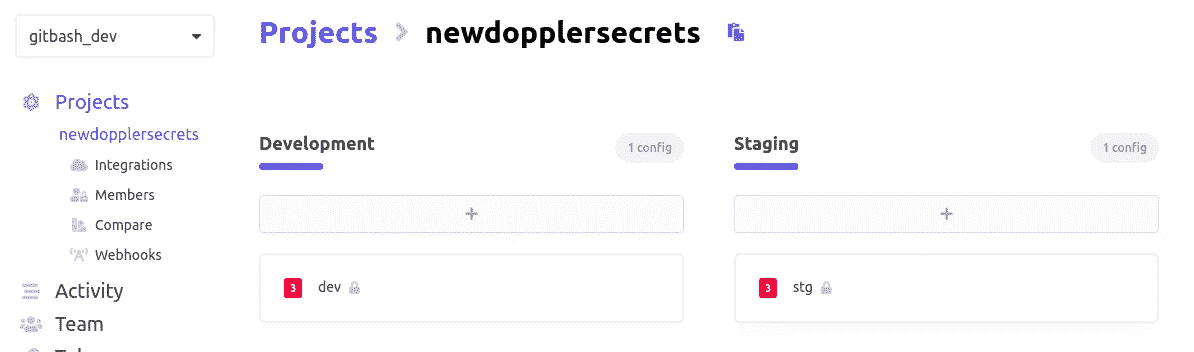 gitbash_dev
Projects > newdopplersecrets
Projects
newdopplersecrets
Integrations
Members
Compare
Webhooks
Activity
Team
Development
1 config
+
3 dev
Staging
1 config
+
3 stg